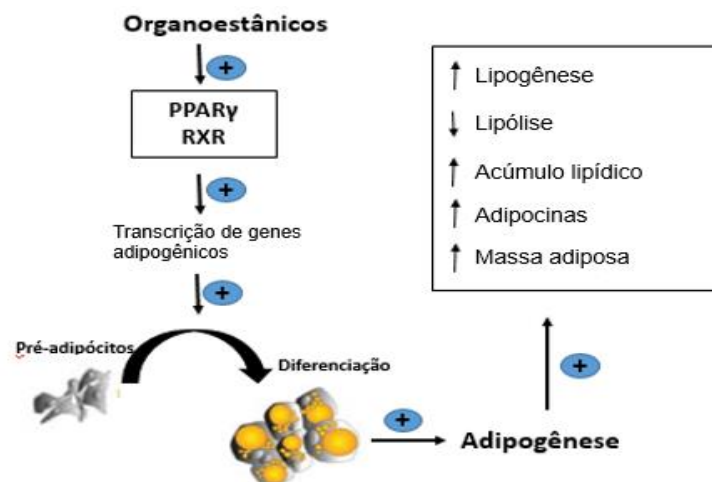 Organoestânicos
+
PPARγ
RXR
+
Transcrição de genes
adipogênicos
+
Pré-adipócitos
Diferenciação
+
Adipogênese
+
↑ Lipogênese
↓ Lipólise
↑ Acúmulo lipídico
↑ Adipocinas
↑ Massa adiposa